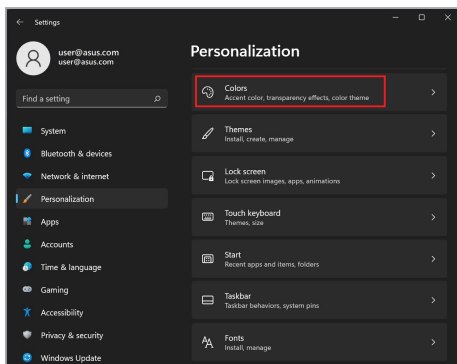 Settings
user@asus.com
user@asus.com
Find a setting
System
Bluetooth & devices
Network & internet
Personalization
Apps
Accounts
Time & language
Gaming
Accessibility
Privacy & security
Windows Update
Personalization
Colors
Accent color, transparency effects, color theme
Themes
Install, create, manage
Lock screen
Lock screen images, apps, animations
Touch keyboard
Themes, size
Start
Recent apps and items, folders
Taskbar
Taskbar behaviors, system pins
Fonts
Install, manage